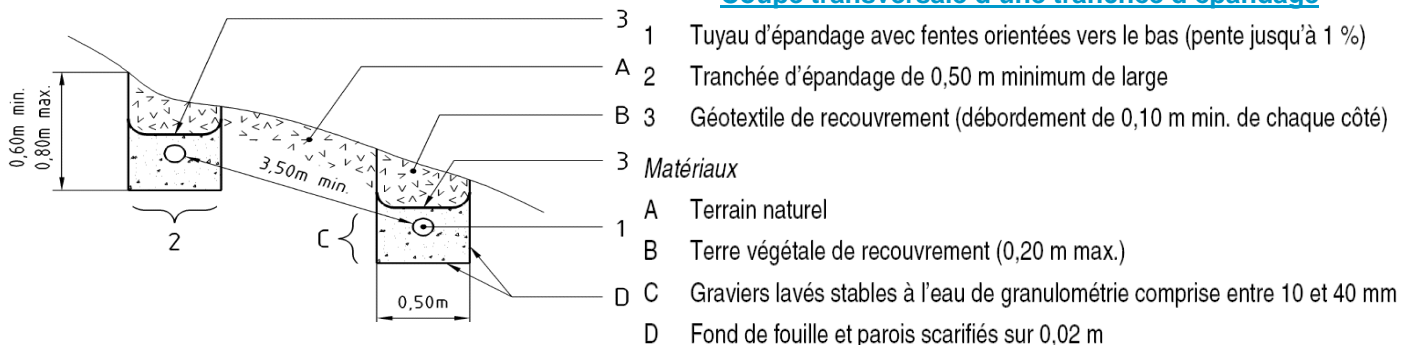 Coupe transversale d'une tranchée d'épandage
3
A
B
3
1
D
0,60m min.
0,80m max.
3,50m min.
2
C
0,50m
1 Tuyau d'épandage avec fentes orientées vers le bas (pente jusqu'à 1 %)
2 Tranchée d'épandage de 0,50 m minimum de large
3 Géotextile de recouvrement (débordement de 0,10 m min. de chaque côté)
Matériaux
A Terrain naturel
B Terre végétale de recouvrement (0,20 m max.)
C Graviers lavés stables à l'eau de granulométrie comprise entre 10 et 40 mm
D Fond de fouille et parois scarifiés sur 0,02 m